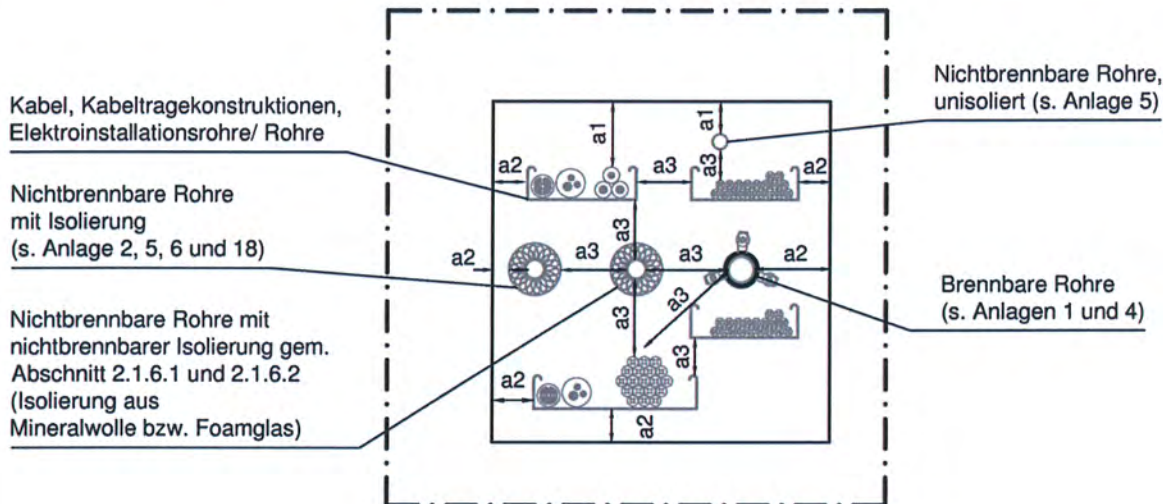 Kabel, Kabeltragekonstruktionen,
Elektroinstallationsrohre/ Rohre
Nichtbrennbare Rohre
mit Isolierung
(s. Anlage 2, 5, 6 und 18)
Nichtbrennbare Rohre mit
nichtbrennbarer Isolierung gem.
Abschnitt 2.1.6.1 und 2.1.6.2
(Isolierung aus
Mineralwolle bzw. Foamglas)
a1
a1
a2
a3
a3
a2
a3
a2
a3
a3
a2
a3
a3
a3
a2
a2
Nichtbrennbare Rohre,
unisoliert (s. Anlage 5)
Brennbare Rohre
(s. Anlagen 1 und 4)